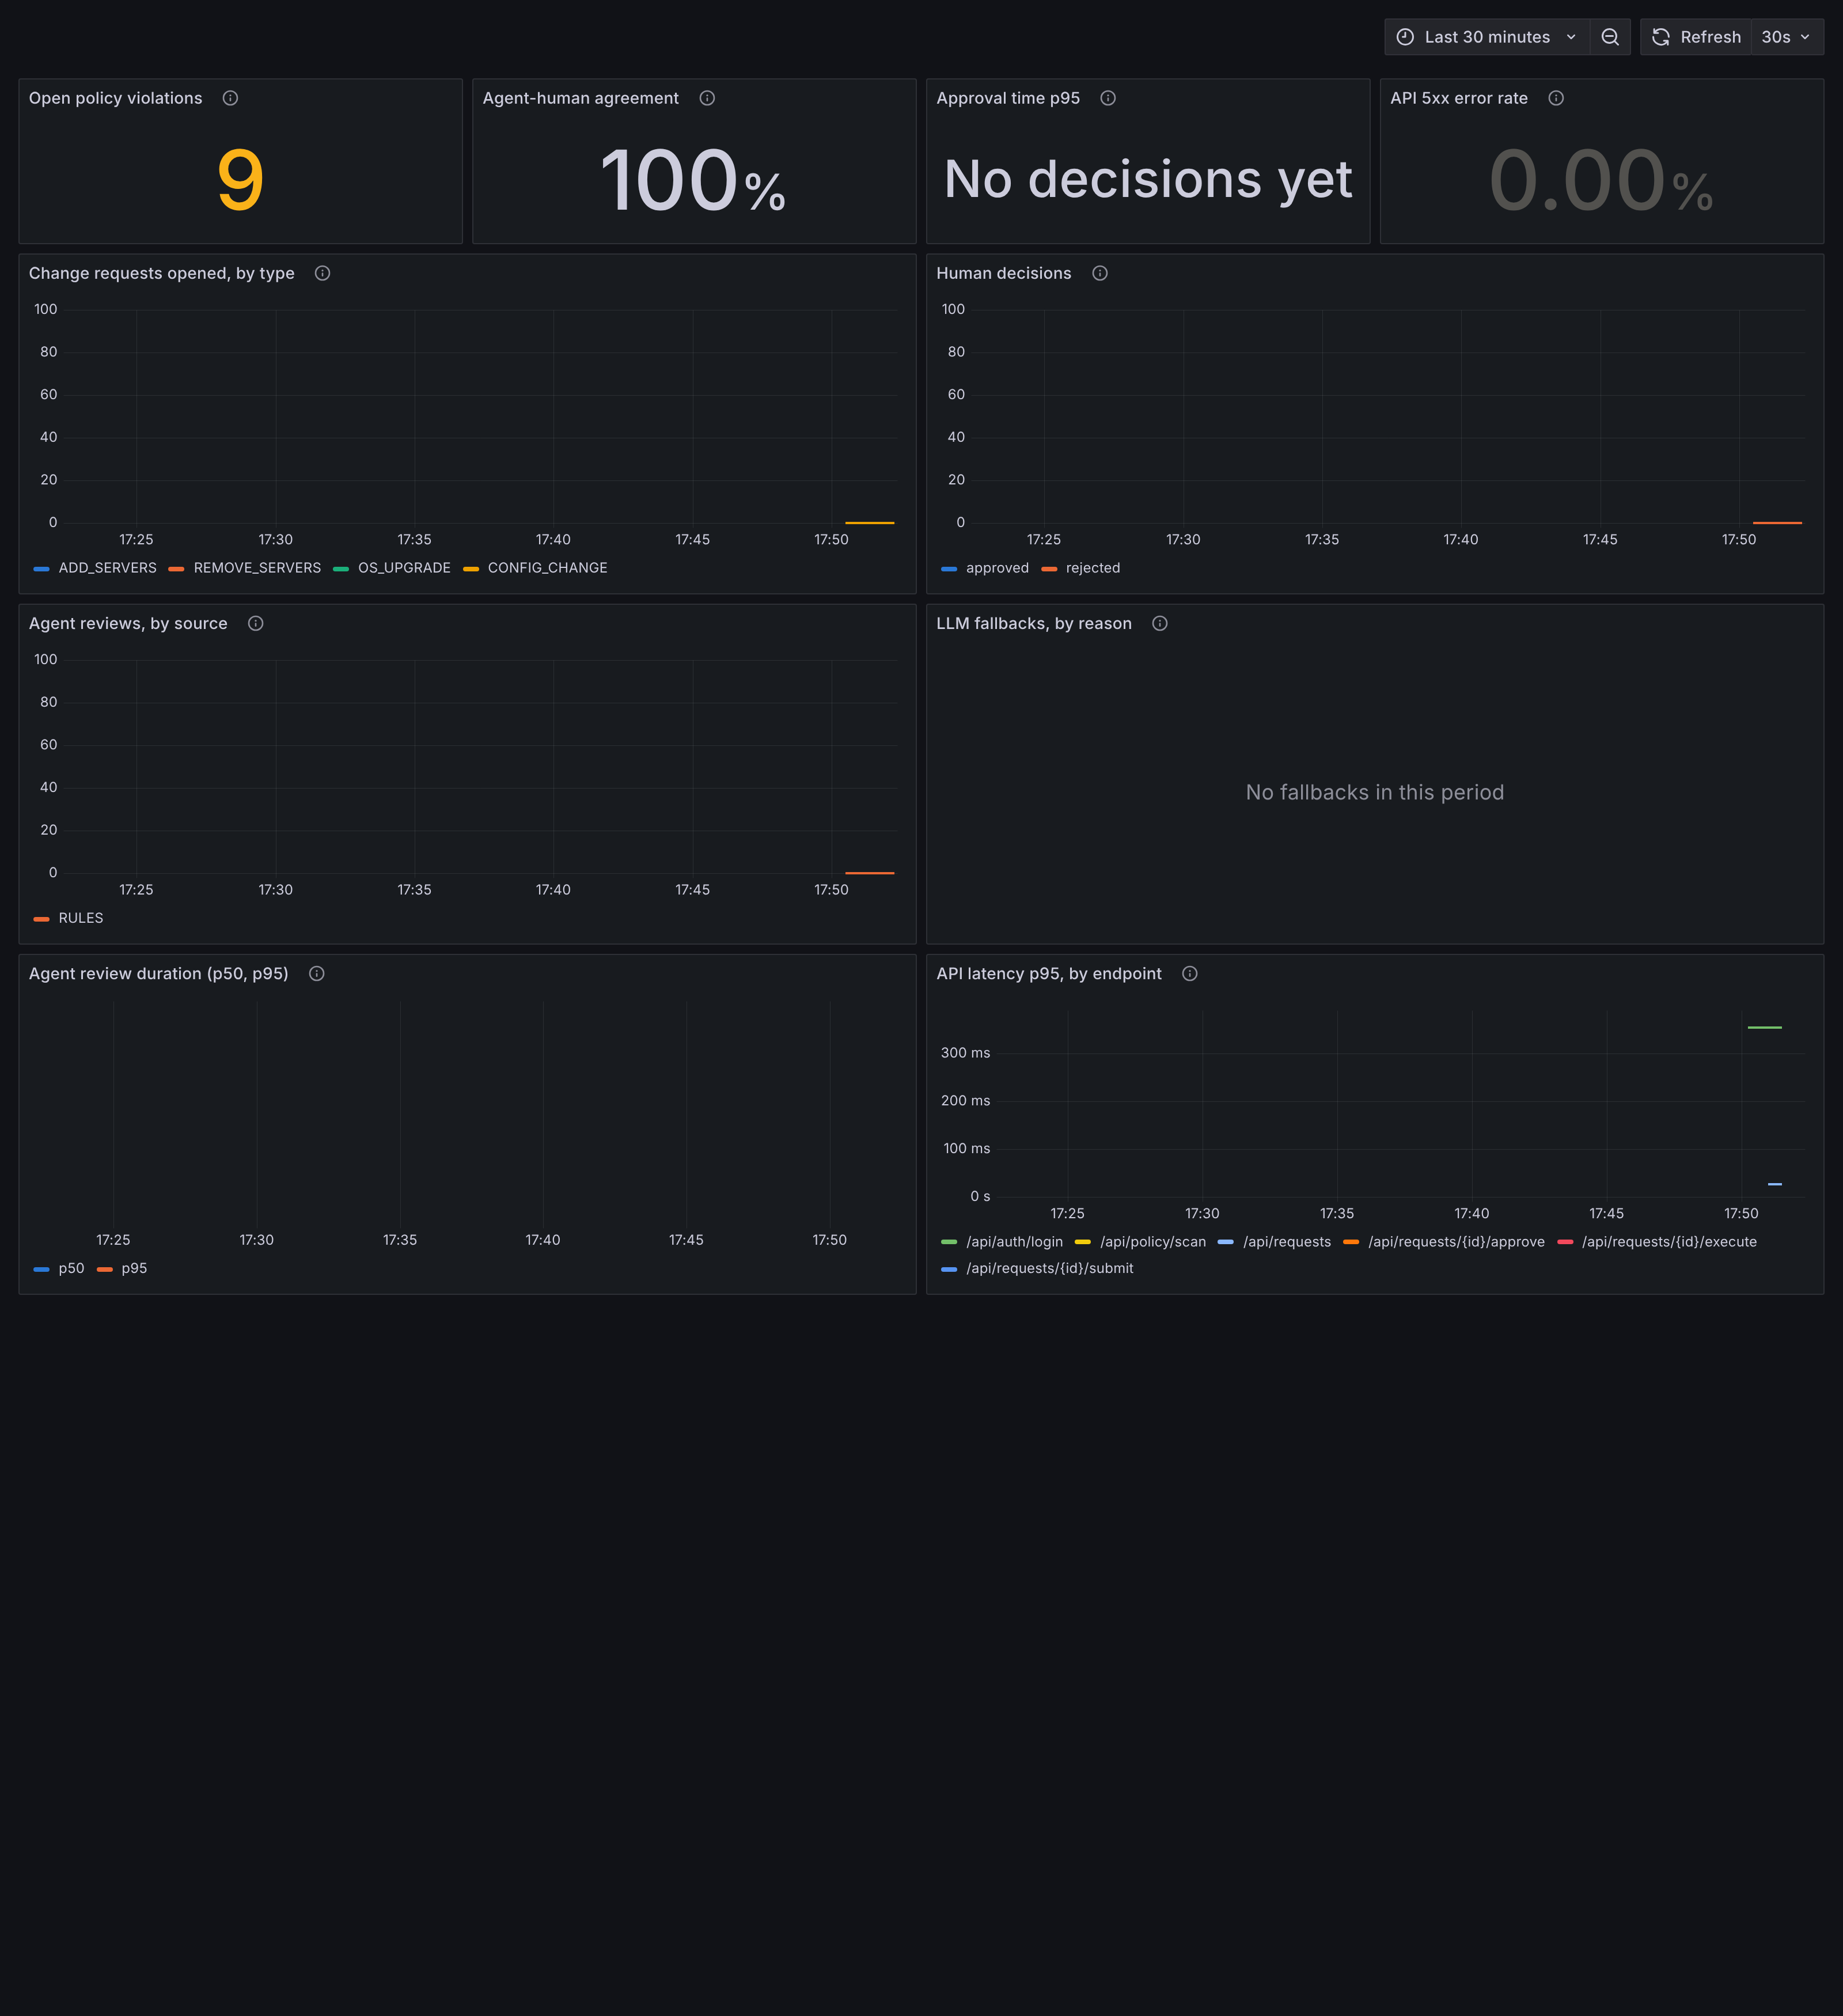 Last 30 minutes Refresh 30s
Open policy violations Agent-human agreement Approval time p95 API 5xx error rate
9 100% No decisions yet 0.00%
Change requests opened, by type
100
80
60
40
20
0
17:25 17:30 17:35 17:40 17:45 17:50
ADD_SERVERS REMOVE_SERVERS OS_UPGRADE CONFIG_CHANGE
Human decisions
100
80
60
40
20
0
17:25 17:30 17:35 17:40 17:45 17:50
approved rejected
Agent reviews, by source
100
80
60
40
20
0
17:25 17:30 17:35 17:40 17:45 17:50
RULES
LLM fallbacks, by reason
No fallbacks in this period
Agent review duration (p50, p95)
17:25 17:30 17:35 17:40 17:45 17:50
p50 p95
API latency p95, by endpoint
300 ms
200 ms
100 ms
0 s
17:25 17:30 17:35 17:40 17:45 17:50
/api/auth/login /api/policy/scan /api/requests /api/requests/{id}/approve /api/requests/{id}/execute
/api/requests/{id}/submit